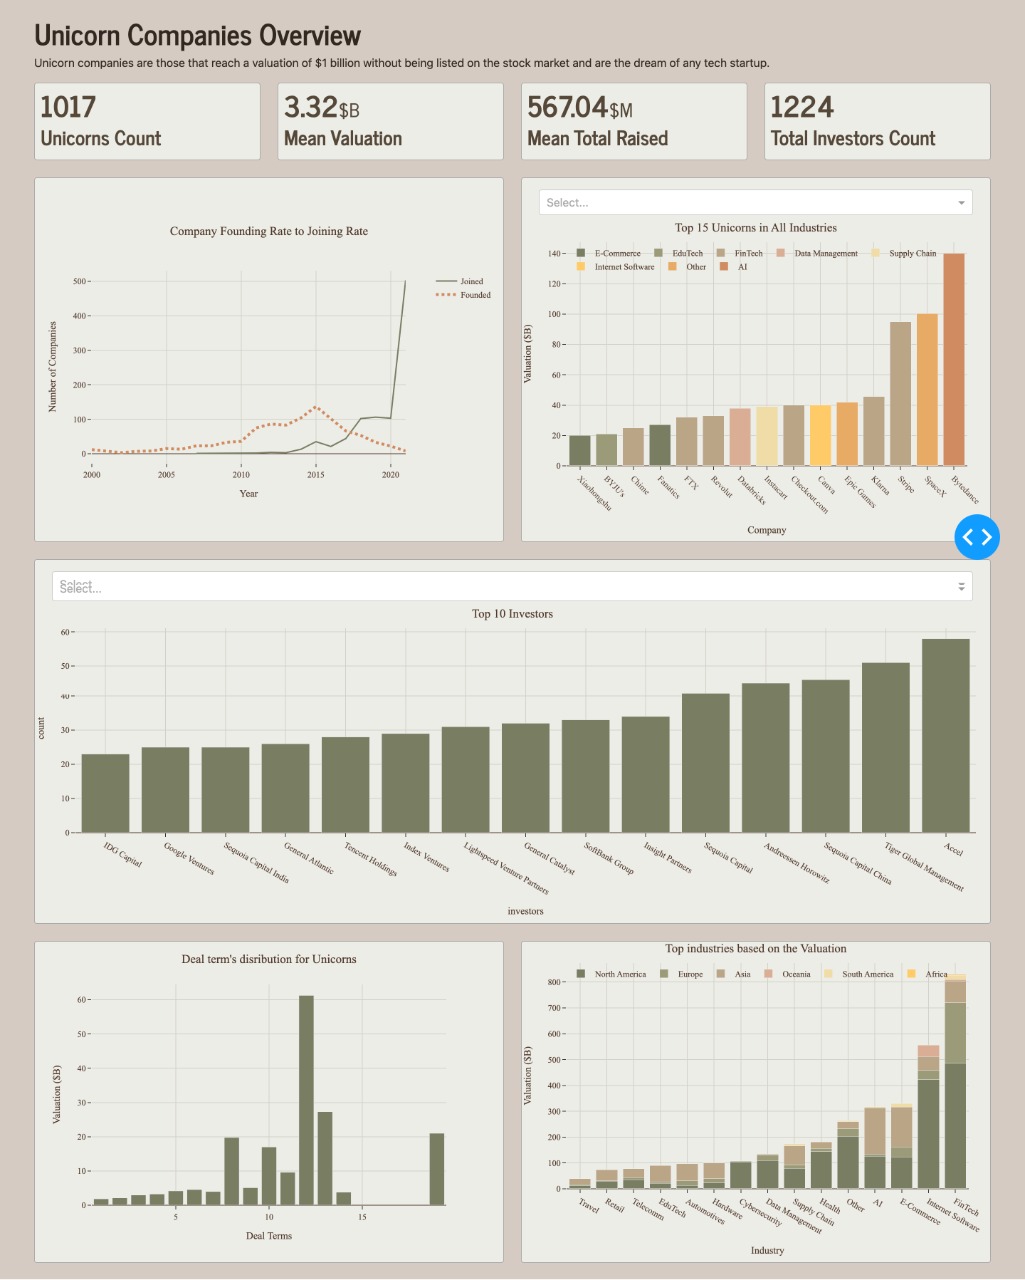 Unicorn Companies Overview
Unicorn companies are those that reach a valuation of $1 billion without being listed on the stock market and are the dream of any tech startup.
1017
Unicorns Count
3.32$B
Mean Valuation
567.04$M
Mean Total Raised
1224
Total Investors Count
Company Founding Rate to Joining Rate
Joined
Founded
Number of Companies
500
400
300
200
100
0
2000 2005 2010 2015 2020
Year
Select...
Top 15 Unicorns in All Industries
E-Commerce EduTech FinTech Data Management Supply Chain
Internet Software Other AI
Valuation ($B)
140
120
100
80
60
40
20
0
Xiaohongshu BYJU's Chime Fanatics FTX Revolut Databricks Instacart Checkout.com Canva Epic Games Klarna Stripe SpaceX Bytedance
Company
Select...
Select...
Top 10 Investors
count
60
50
40
30
20
10
0
IDG Capital Google Ventures Sequoia Capital India General Atlantic Tencent Holdings Index Ventures Lightspeed Venture Partners General Catalyst SoftBank Group Insight Partners Sequoia Capital Andreessen Horowitz Sequoia Capital China Tiger Global Management Accel
investors
Deal term's disribution for Unicorns
Valuation ($B)
60
50
40
30
20
10
0
5 10 15
Deal Terms
Top industries based on the Valuation
North America Europe Asia Oceania South America Africa
Valuation ($B)
800
700
600
500
400
300
200
100
0
Travel Retail Telecomm EduTech Automotives Hardware Cybersecurity Data Management Supply Chain Health Other AI E-Commerce Internet Software FinTech
Industry